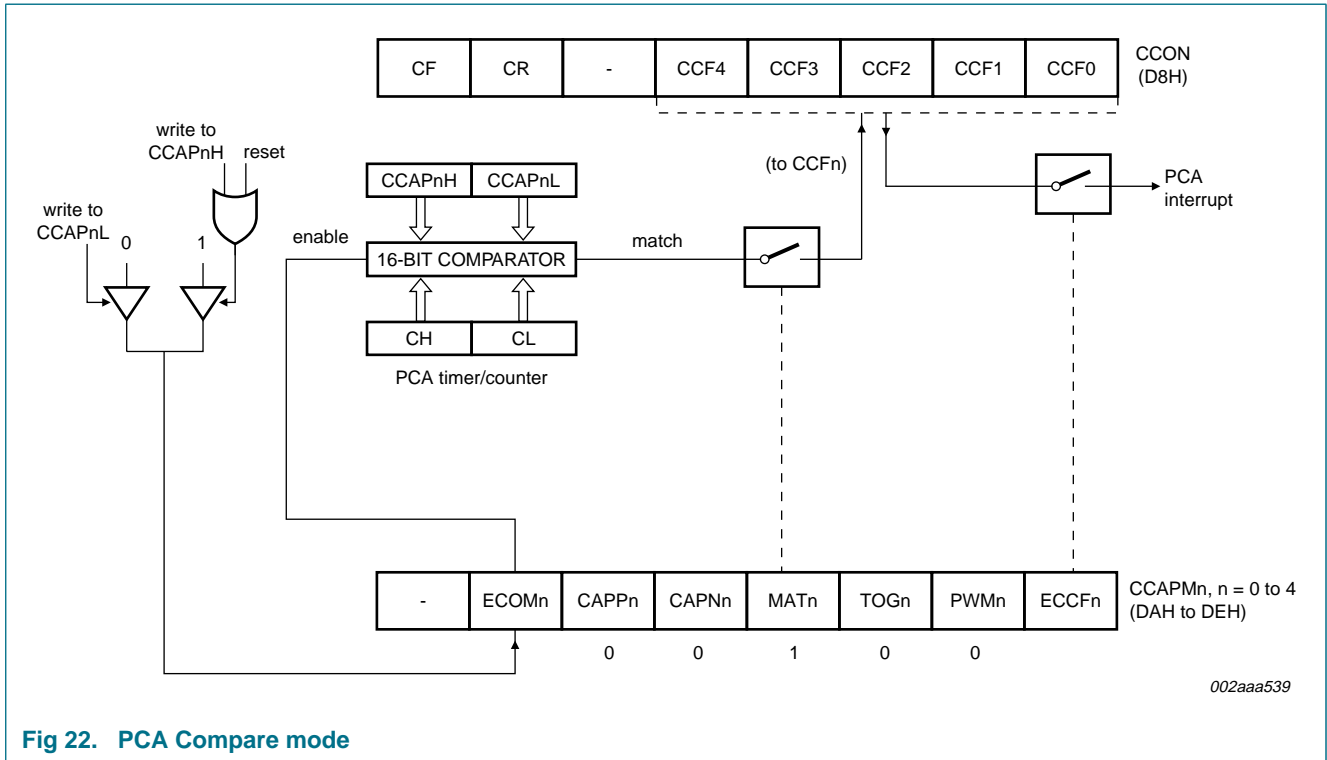 CF CR - CCF4 CCF3 CCF2 CCF1 CCF0
CCON
(D8H)
write to
CCAPnH reset
(to CCFn)
PCA
interrupt
CCAPnH CCAPnL
write to
CCAPnL
0 1
enable
16-BIT COMPARATOR
match
CH CL
PCA timer/counter
- ECOMn CAPPn CAPNn MATn TOGn PWMn ECCFn
CCAPMn, n = 0 to 4
(DAH to DEH)
0 0 1 0 0
002aaa539
Fig 22. PCA Compare mode